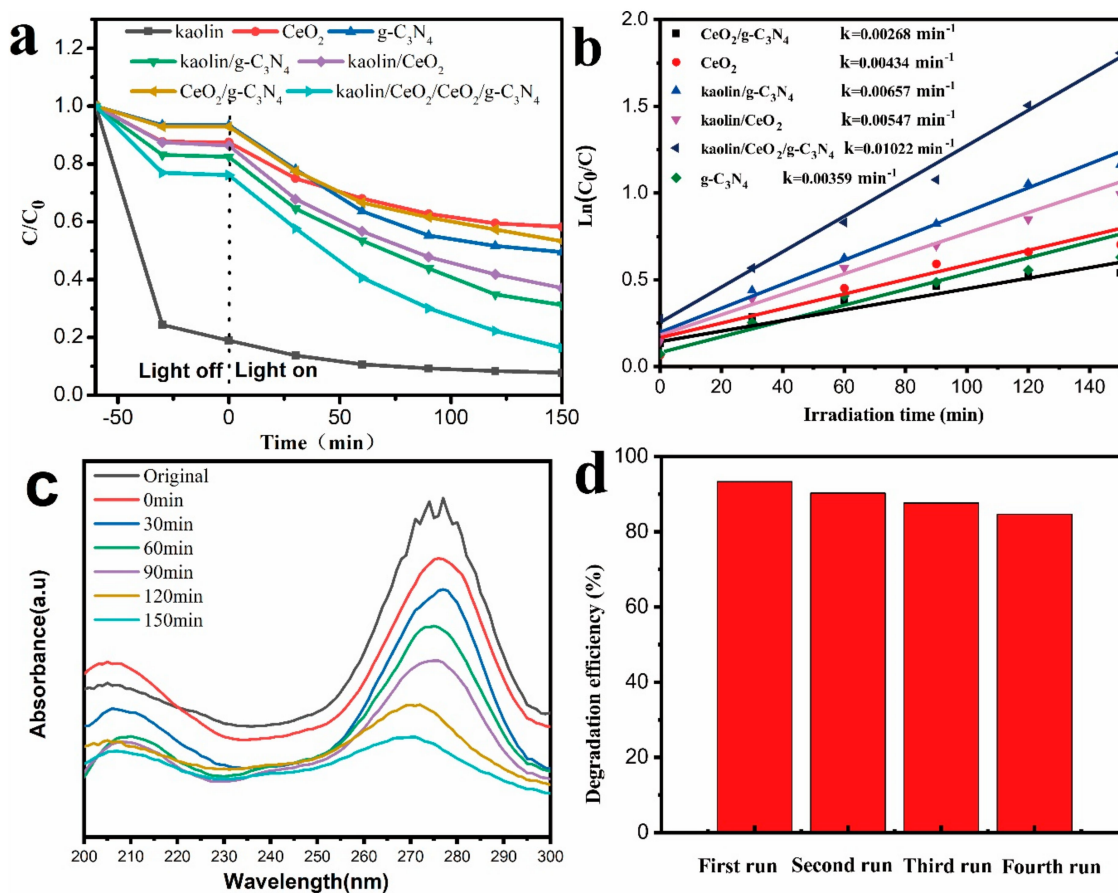 a
kaolin CeO₂ g-C₃N₄
kaolin/g-C₃N₄ kaolin/CeO₂
CeO₂/g-C₃N₄ kaolin/CeO₂/CeO₂/g-C₃N₄
C/C₀
1.2
1.0
0.8
0.6
0.4
0.2
0.0
Light off Light on
-50 0 50 100 150
Time（min）
b
CeO₂/g-C₃N₄ k=0.00268 min⁻¹
CeO₂ k=0.00434 min⁻¹
kaolin/g-C₃N₄ k=0.00657 min⁻¹
kaolin/CeO₂ k=0.00547 min⁻¹
kaolin/CeO₂/g-C₃N₄ k=0.01022 min⁻¹
g-C₃N₄ k=0.00359 min⁻¹
Ln(C₀/C)
2.0
1.5
1.0
0.5
0.0
0 30 60 90 120 150
Irradiation time (min)
c
Original
0min
30min
60min
90min
120min
150min
Absorbance(a.u)
200 210 220 230 240 250 260 270 280 290 300
Wavelength(nm)
d
Degradation efficiency (%)
100
80
60
40
20
0
First run Second run Third run Fourth run